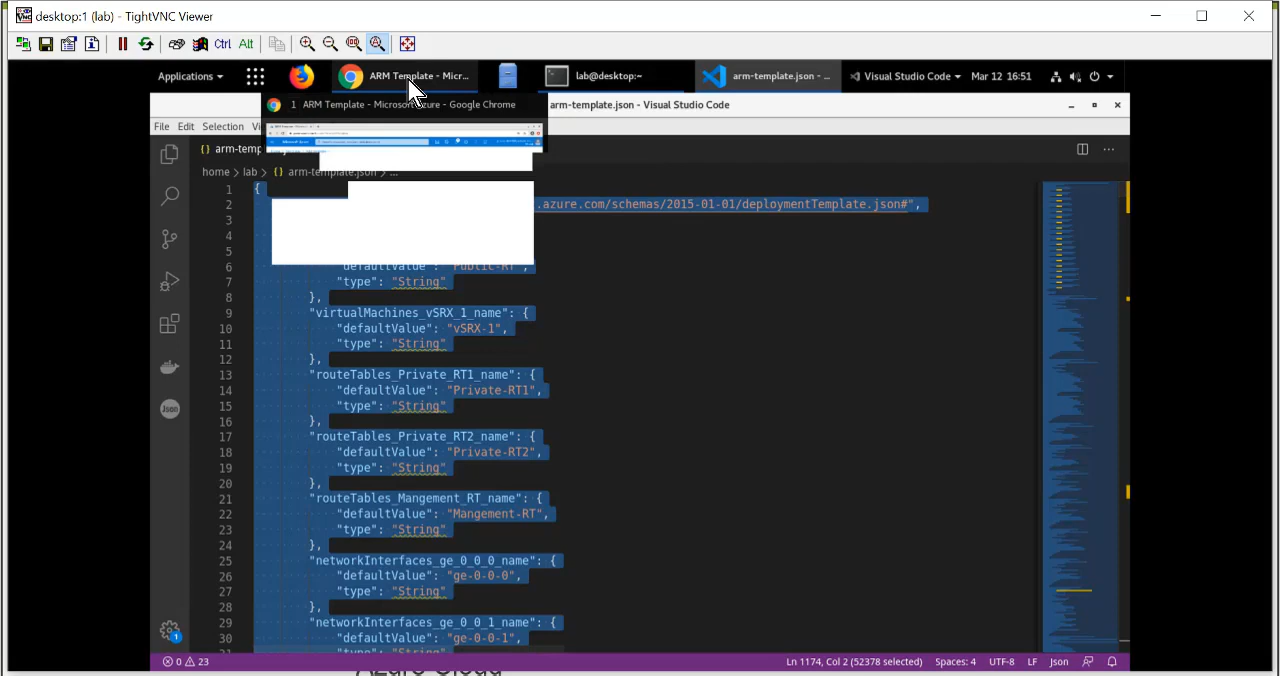 desktop:1 (lab) - TightVNC Viewer
Ctrl Alt
Applications ARM Template - Micr... lab@desktop:~ arm-template.json - ... Visual Studio Code Mar 12 16:51
1 ARM Template - Microsoft Azure - Google Chrome
arm-template.json - Visual Studio Code
File Edit Selection Vi
{} arm-temp
home > lab > {} arm-template.json > ...
1 {
2 .azure.com/schemas/2015-01-01/deploymentTemplate.json#",
3
4
5
6 "defaultValue": "Public-RT",
7 "type": "String"
8 },
9 "virtualMachines_vSRX_1_name": {
10 "defaultValue": "vSRX-1",
11 "type": "String"
12 },
13 "routeTables_Private_RT1_name": {
14 "defaultValue": "Private-RT1",
15 "type": "String"
16 },
17 "routeTables_Private_RT2_name": {
18 "defaultValue": "Private-RT2",
19 "type": "String"
20 },
21 "routeTables_Mangement_RT_name": {
22 "defaultValue": "Mangement-RT",
23 "type": "String"
24 },
25 "networkInterfaces_ge_0_0_0_name": {
26 "defaultValue": "ge-0-0-0",
27 "type": "String"
28 },
29 "networkInterfaces_ge_0_0_1_name": {
30 "defaultValue": "ge-0-0-1",
31 "type": "String"
0 23 Ln 1174, Col 2 (52378 selected) Spaces: 4 UTF-8 LF Json
Json
1
Azure Cloud